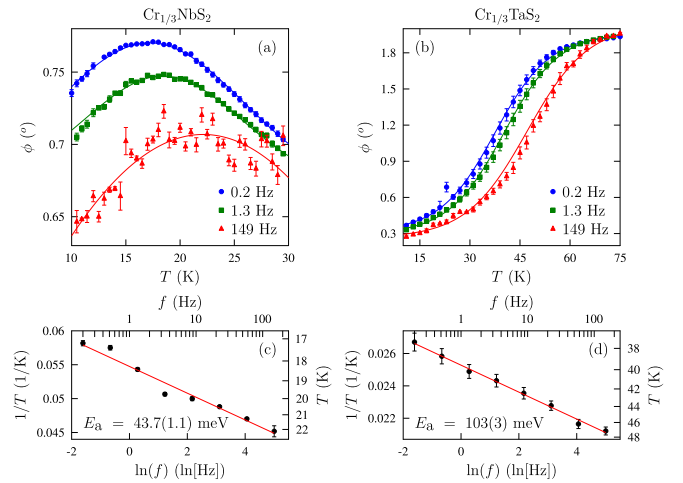 Cr1/3NbS2
Cr1/3TaS2
(a)
ϕ (°)
0.75
0.7
0.65
0.2 Hz
1.3 Hz
149 Hz
10 15 20 25 30
T (K)
(b)
ϕ (°)
1.8
1.5
1.2
0.9
0.6
0.3
0.2 Hz
1.3 Hz
149 Hz
15 30 45 60 75
T (K)
f (Hz)
1 10 100
(c)
1/T (1/K)
0.06
0.055
0.05
0.045
T (K)
17
18
19
20
21
22
Ea = 43.7(1.1) meV
-2 0 2 4
ln(f) (ln[Hz])
f (Hz)
1 10 100
(d)
1/T (1/K)
0.026
0.024
0.022
T (K)
38
40
42
44
46
48
Ea = 103(3) meV
-2 0 2 4
ln(f) (ln[Hz])